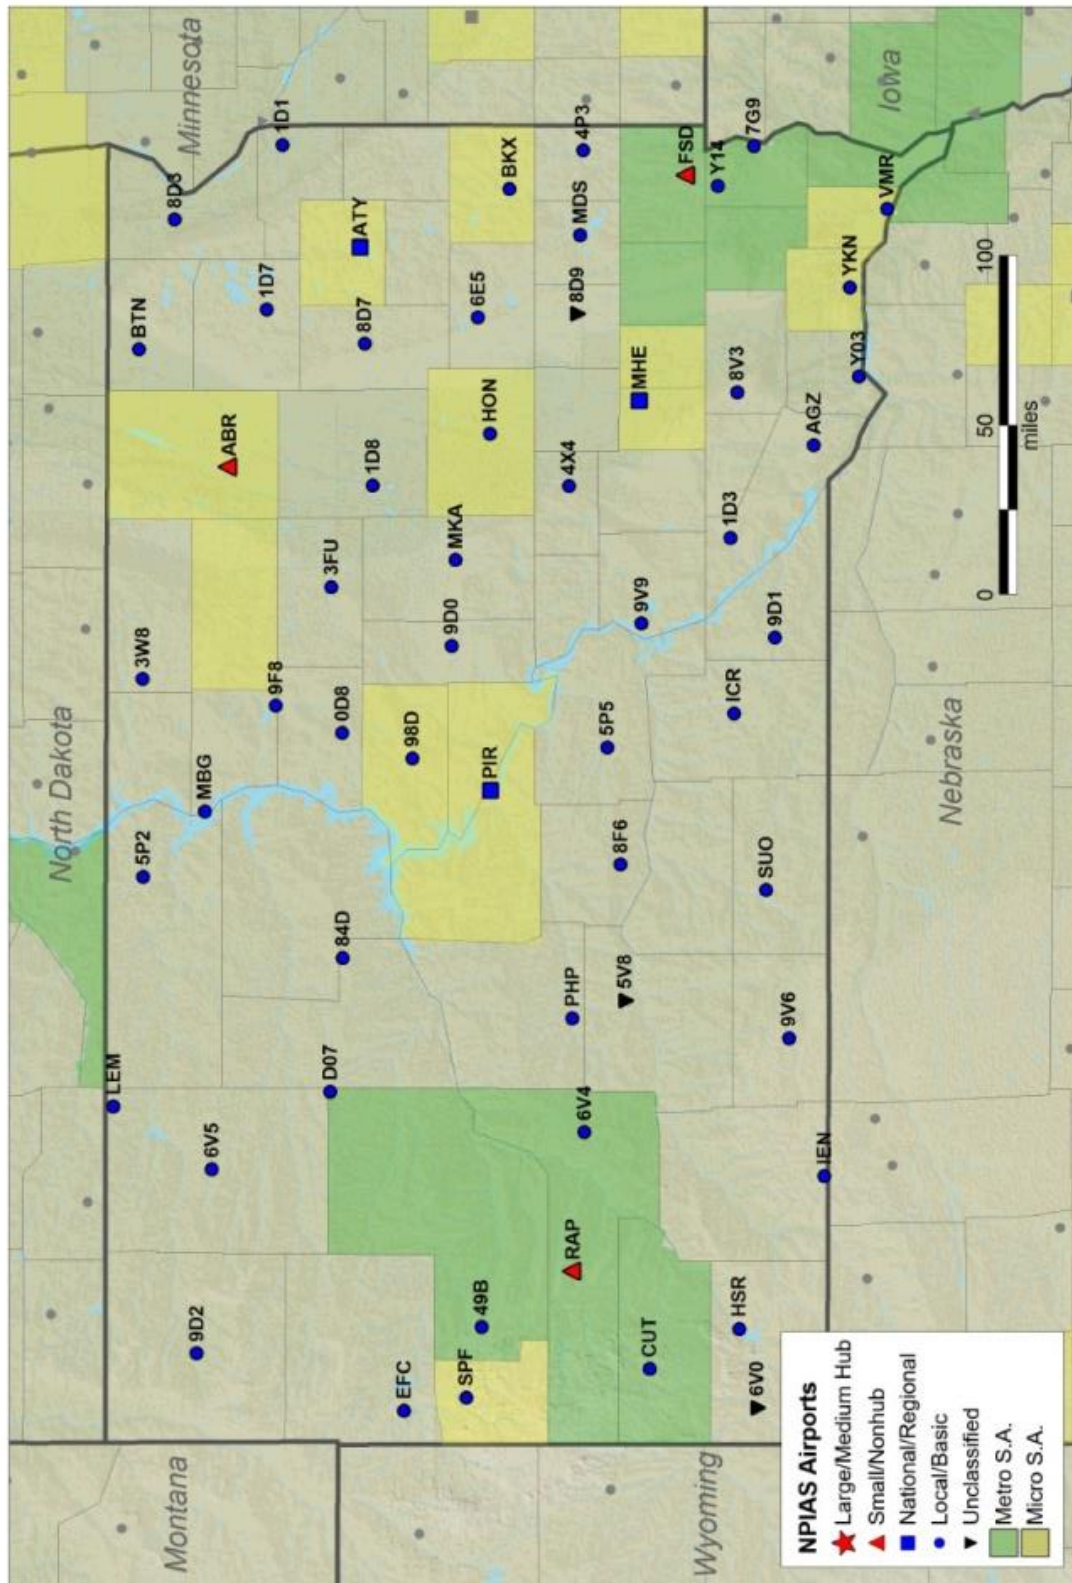 North Dakota
Minnesota
Montana
Wyoming
Nebraska
Iowa
LEM
5P2
3W8
BTN
8D3
9D2
6V5
MBG
ABR
1D7
1D1
9F8
D07
84D
0D8
3FU
1D8
8D7
ATY
EFC
98D
SPF
49B
PIR
9D0
MKA
HON
6E5
BKX
RAP
6V4
PHP
5V8
8F6
5P5
9V9
4X4
8D9
MDS
4P3
CUT
MHE
FSD
6V0
HSR
SUO
ICR
1D3
8V3
Y14
7G9
9V6
9D1
AGZ
IEN
Y03
YKN
VMR
NPIAS Airports
Large/Medium Hub
Small/Nonhub
National/Regional
Local/Basic
Unclassified
Metro S.A.
Micro S.A.
0 50 100
miles